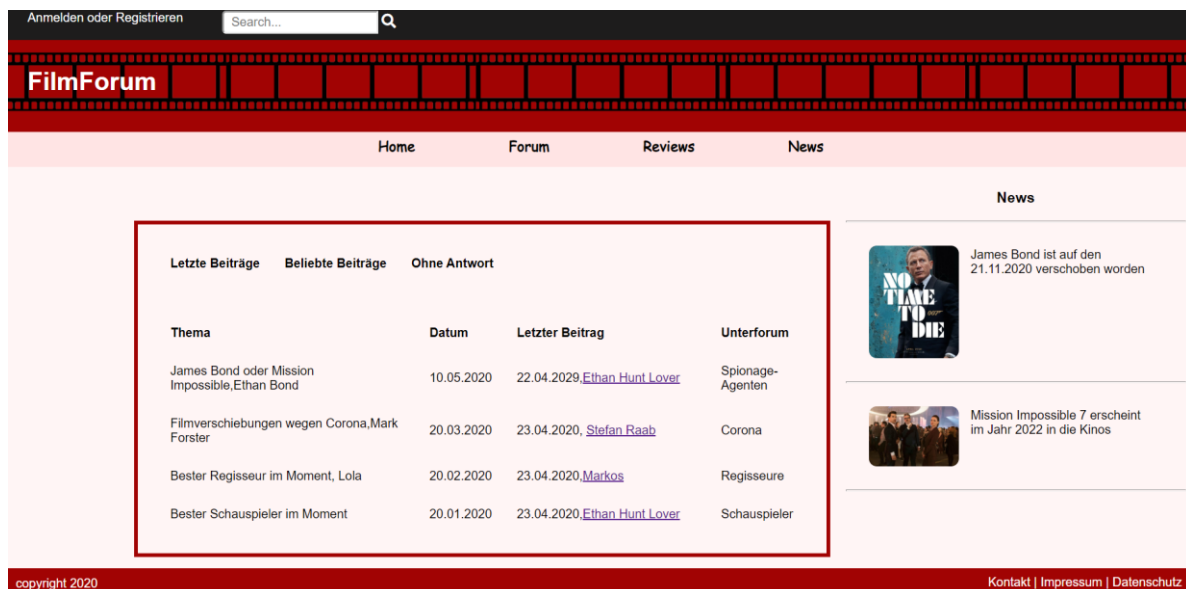 Anmelden oder Registrieren Search...
FilmForum
Home Forum Reviews News
News
Letzte Beiträge Beliebte Beiträge Ohne Antwort
Thema Datum Letzter Beitrag Unterforum
James Bond oder Mission
Impossible,Ethan Bond 10.05.2020 22.04.2029,Ethan Hunt Lover Spionage-
Agenten
Filmverschiebungen wegen Corona,Mark
Forster 20.03.2020 23.04.2020, Stefan Raab Corona
Bester Regisseur im Moment, Lola 20.02.2020 23.04.2020,Markos Regisseure
Bester Schauspieler im Moment 20.01.2020 23.04.2020,Ethan Hunt Lover Schauspieler
NO
TIME
TO 007
DIE
James Bond ist auf den
21.11.2020 verschoben worden
Mission Impossible 7 erscheint
im Jahr 2022 in die Kinos
copyright 2020 Kontakt | Impressum | Datenschutz